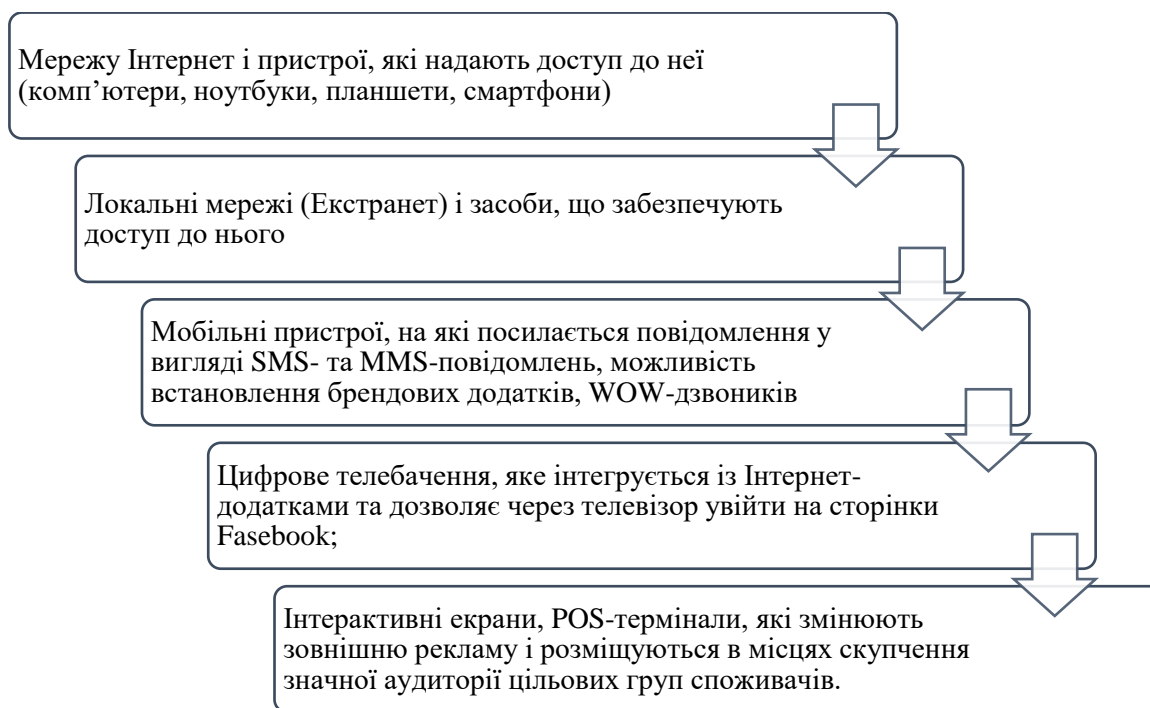 Мережу Інтернет і пристрої, які надають доступ до неї
(комп’ютери, ноутбуки, планшети, смартфони)
Локальні мережі (Екстранет) і засоби, що забезпечують
доступ до нього
Мобільні пристрої, на які посилається повідомлення у
вигляді SMS- та MMS-повідомлень, можливість
встановлення брендових додатків, WOW-дзвоників
Цифрове телебачення, яке інтегрується із Інтернет-
додатками та дозволяє через телевізор увійти на сторінки
Fasebook;
Інтерактивні екрани, POS-термінали, які змінюють
зовнішню рекламу і розміщуються в місцях скупчення
значної аудиторії цільових груп споживачів.